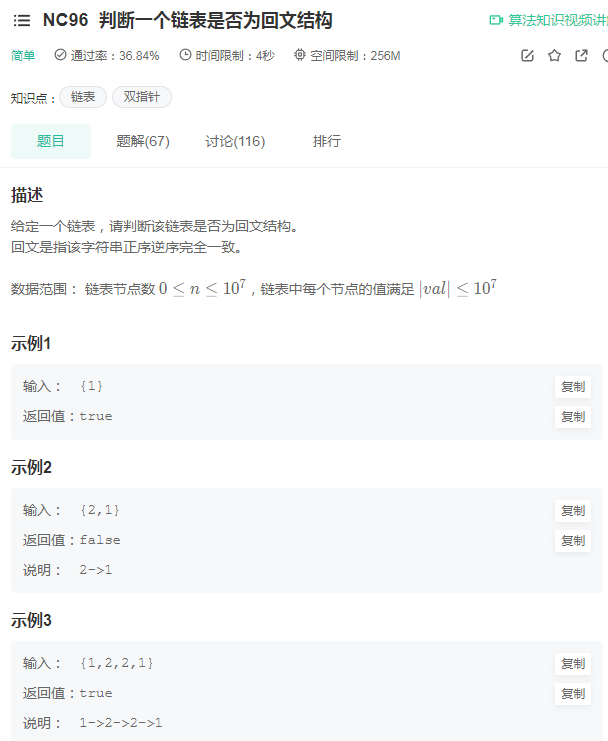 NC96 判断一个链表是否为回文结构
算法知识视频讲
简单 通过率：36.84% 时间限制：4秒 空间限制：256M
知识点： 链表 双指针
题目 题解(67) 讨论(116) 排行
描述
给定一个链表，请判断该链表是否为回文结构。
回文是指该字符串正序逆序完全一致。
数据范围： 链表节点数 0 ≤ n ≤ 10^7，链表中每个节点的值满足 |val| ≤ 10^7
示例1
输入： {1} 复制
返回值：true 复制
示例2
输入： {2,1} 复制
返回值：false 复制
说明： 2->1
示例3
输入： {1,2,2,1} 复制
返回值：true 复制
说明： 1->2->2->1